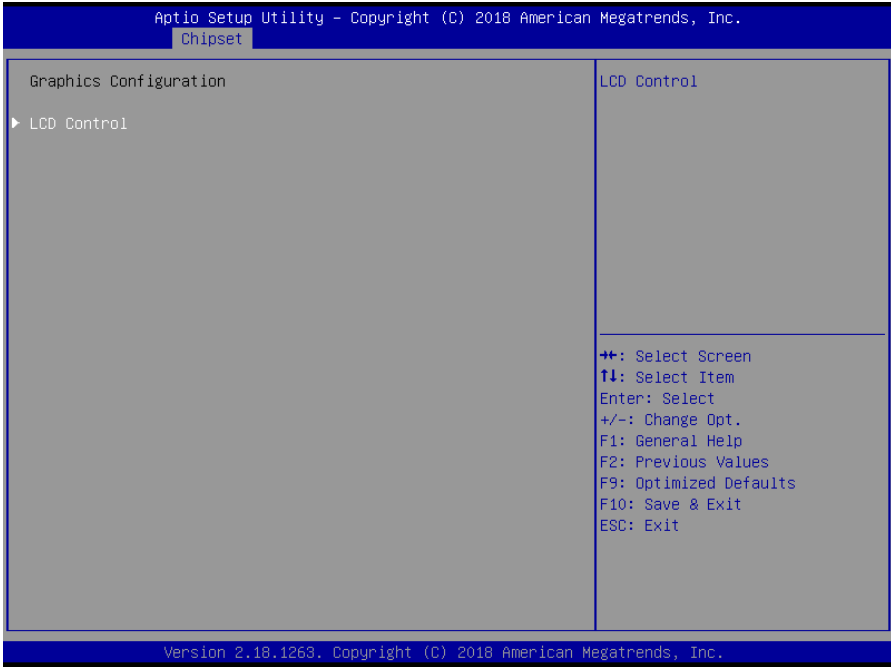 Aptio Setup Utility – Copyright (C) 2018 American Megatrends, Inc.
Chipset
Graphics Configuration
▶ LCD Control
LCD Control
→←: Select Screen
↑↓: Select Item
Enter: Select
+/-: Change Opt.
F1: General Help
F2: Previous Values
F9: Optimized Defaults
F10: Save & Exit
ESC: Exit
Version 2.18.1263. Copyright (C) 2018 American Megatrends, Inc.